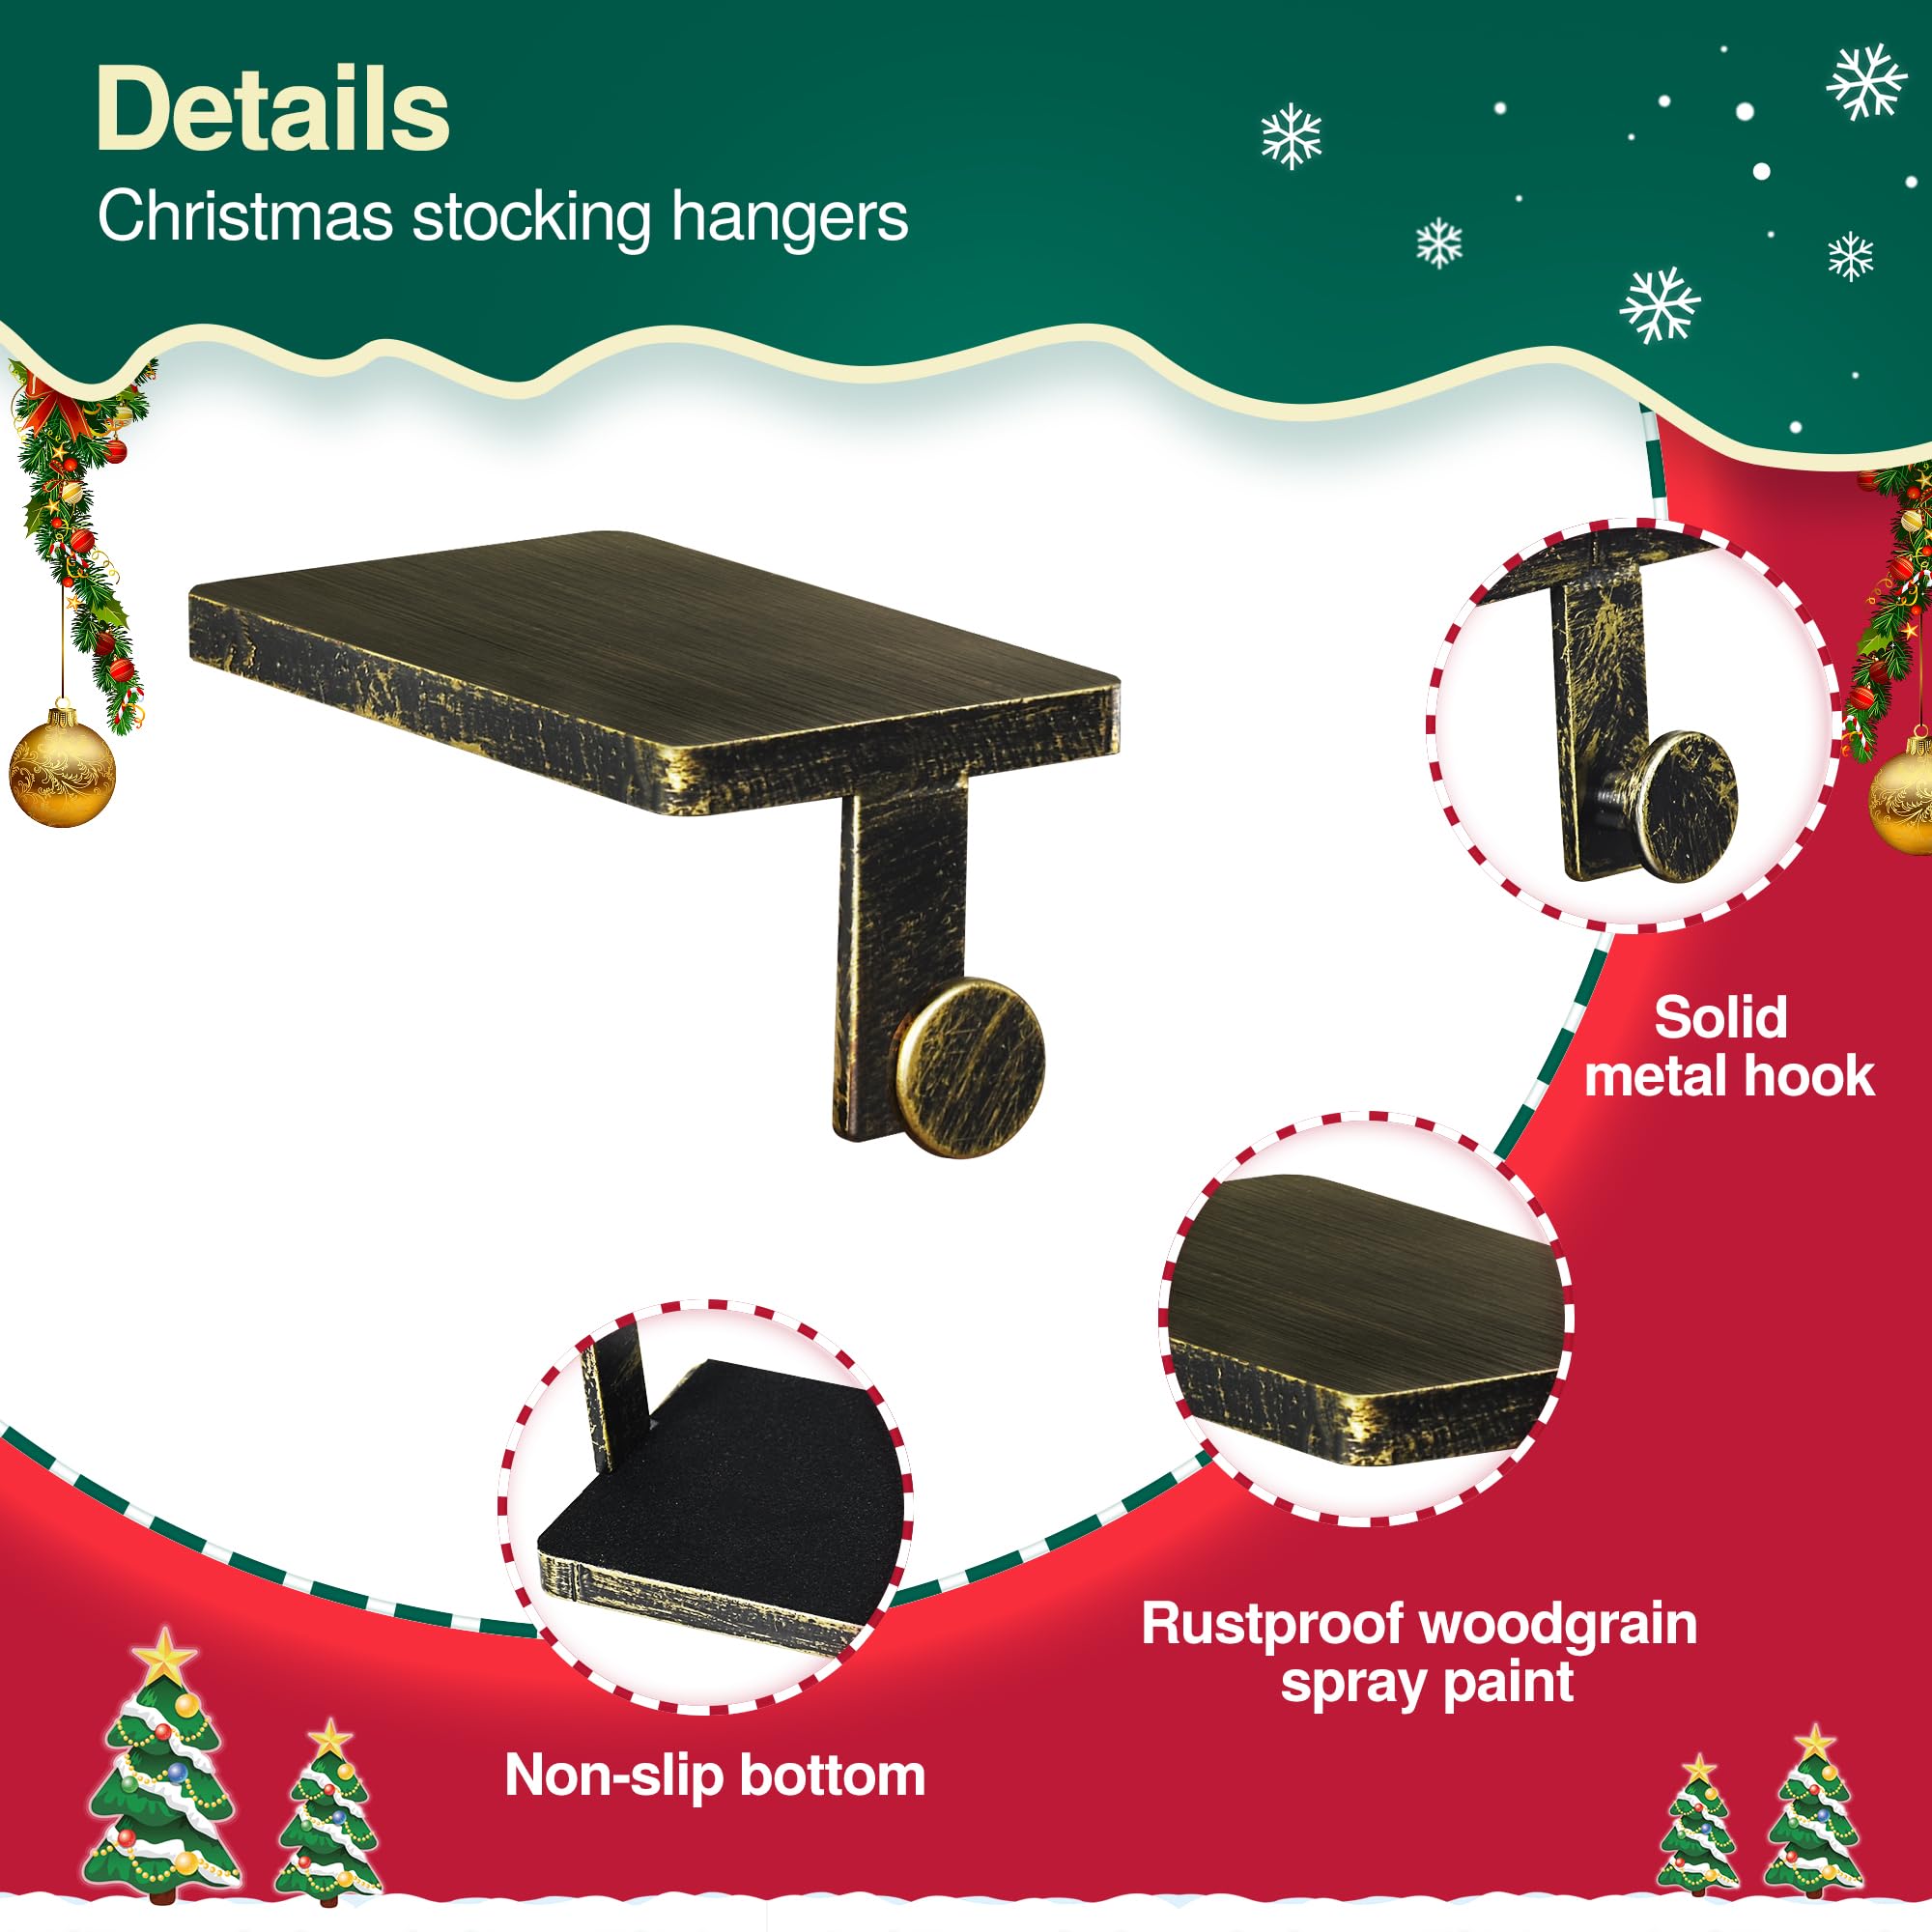 Details
Christmas stocking hangers
Solid
metal hook
Rustproof woodgrain
spray paint
Non-slip bottom